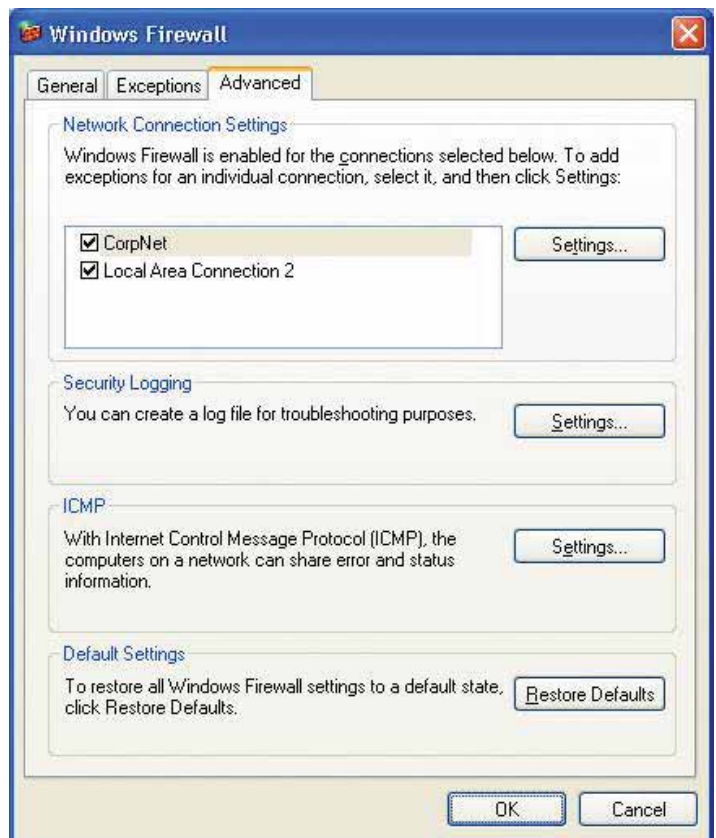 Windows Firewall
General Exceptions Advanced
Network Connection Settings
Windows Firewall is enabled for the connections selected below. To add
exceptions for an individual connection, select it, and then click Settings:
CorpNet
Local Area Connection 2
Settings...
Security Logging
You can create a log file for troubleshooting purposes.
Settings...
ICMP
With Internet Control Message Protocol (ICMP), the
computers on a network can share error and status
information.
Settings...
Default Settings
To restore all Windows Firewall settings to a default state,
click Restore Defaults.
Restore Defaults
OK Cancel